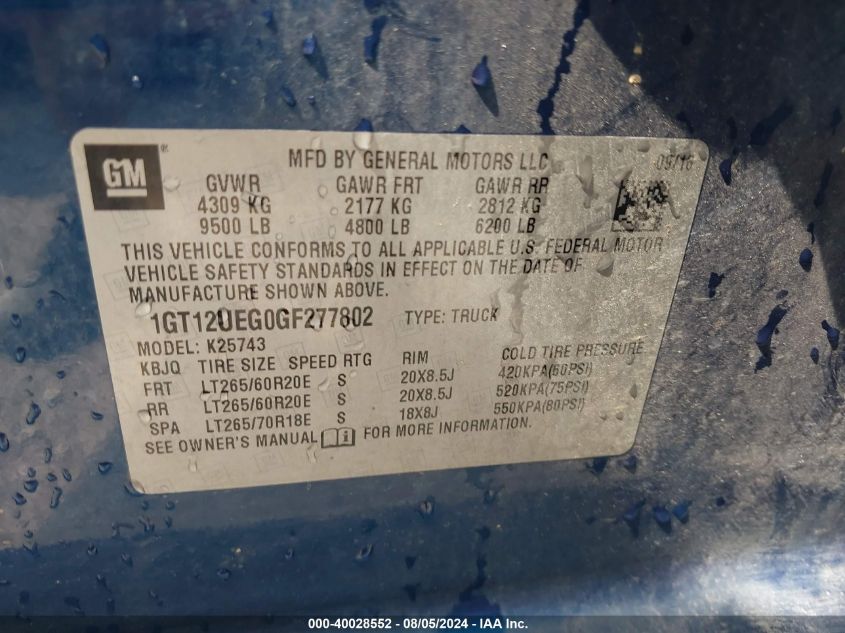 GM ®
MFD BY GENERAL MOTORS LLC 09/16
GVWR GAWR FRT GAWR RR
4309 KG 2177 KG 2812 KG
9500 LB 4800 LB 6200 LB
THIS VEHICLE CONFORMS TO ALL APPLICABLE U.S. FEDERAL MOTOR
VEHICLE SAFETY STANDARDS IN EFFECT ON THE DATE OF
MANUFACTURE SHOWN ABOVE.
1GT12UEG0GF277802 TYPE: TRUCK
MODEL: K25743
KBJQ TIRE SIZE SPEED RTG RIM COLD TIRE PRESSURE
FRT LT265/60R20E S 20X8.5J 420KPA(60PSI)
RR LT265/60R20E S 20X8.5J 520KPA(75PSI)
SPA LT265/70R18E S 18X8J 550KPA(80PSI)
SEE OWNER'S MANUAL FOR MORE INFORMATION.
000-40028552 - 08/05/2024 - IAA Inc.